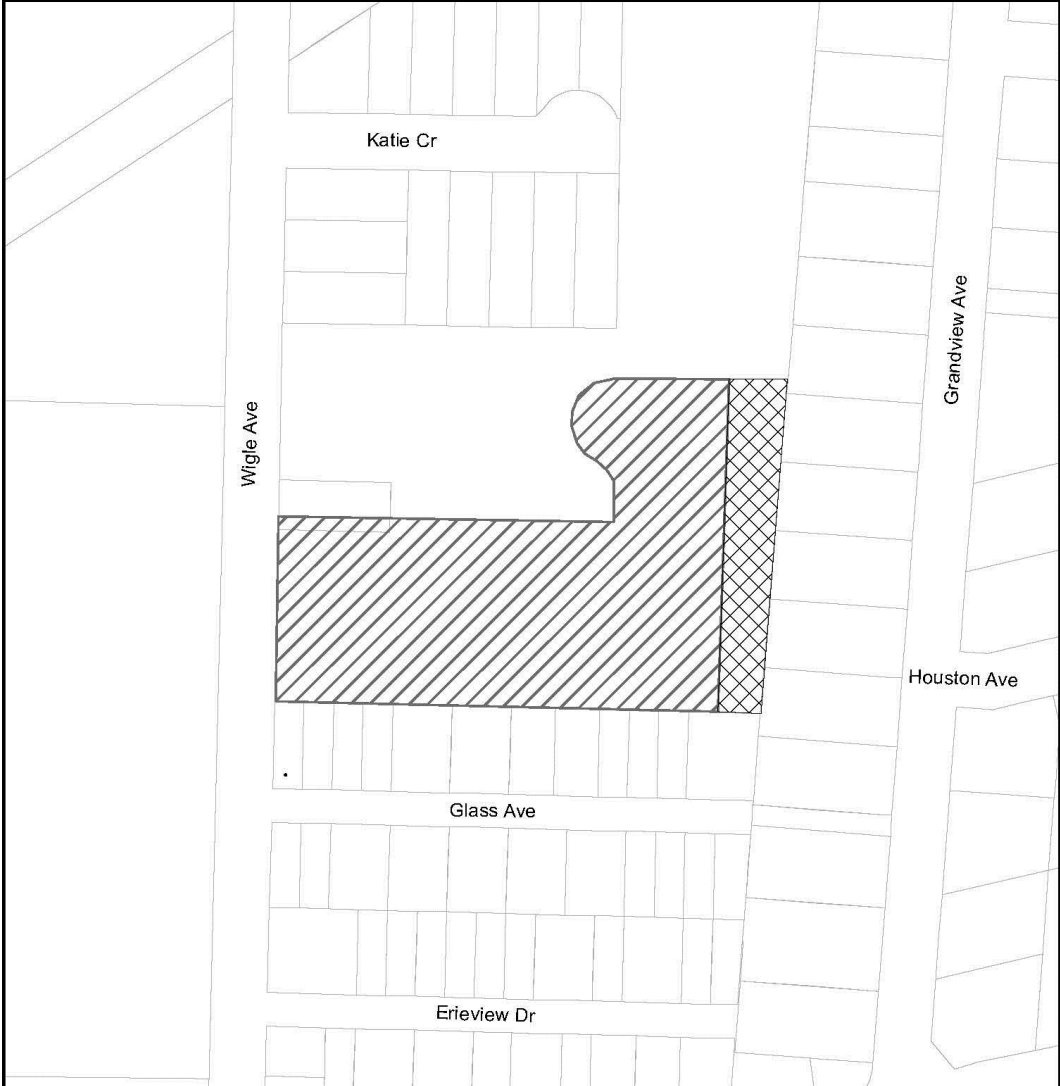 Katie Cr
Grandview Ave
Wigle Ave
Houston Ave
Glass Ave
Erieview Dr